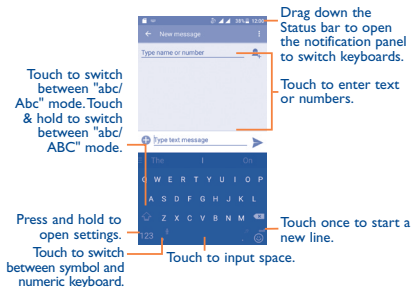 38% 12:00
New message
Type name or number
Type text message
The I On
Q W E R T Y U I O P
A S D F G H J K L
Z X C V B N M
123
Drag down the
Status bar to open
the notification panel
to switch keyboards.
Touch to enter text
or numbers.
Touch to switch
between "abc/
Abc" mode. Touch
& hold to switch
between "abc/
ABC" mode.
Press and hold to
open settings.
Touch to switch
between symbol and
numeric keyboard.
Touch to input space.
Touch once to start a
new line.